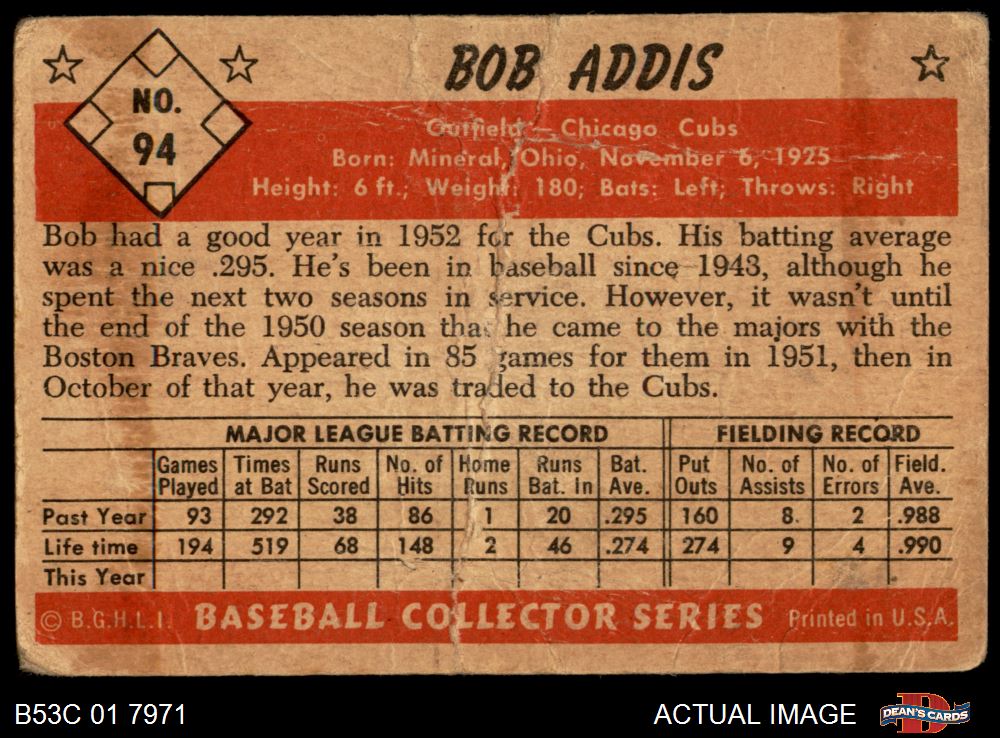 NO.
94
BOB ADDIS
Outfield — Chicago Cubs
Born: Mineral, Ohio, November 6, 1925
Height: 6 ft.; Weight: 180; Bats: Left; Throws: Right
Bob had a good year in 1952 for the Cubs. His batting average
was a nice .295. He's been in baseball since 1943, although he
spent the next two seasons in service. However, it wasn't until
the end of the 1950 season that he came to the majors with the
Boston Braves. Appeared in 85 games for them in 1951, then in
October of that year, he was traded to the Cubs.
MAJOR LEAGUE BATTING RECORD FIELDING RECORD
Games Times Runs No. of Home Runs Bat. Put No. of No. of Field.
Played at Bat Scored Hits Runs Bat. In Ave. Outs Assists Errors Ave.
Past Year 93 292 38 86 1 20 .295 160 8 2 .988
Life time 194 519 68 148 2 46 .274 274 9 4 .990
This Year
© B.G.H.L.I. BASEBALL COLLECTOR SERIES Printed in U.S.A.
B53C 01 7971 ACTUAL IMAGE DEAN'S CARDS